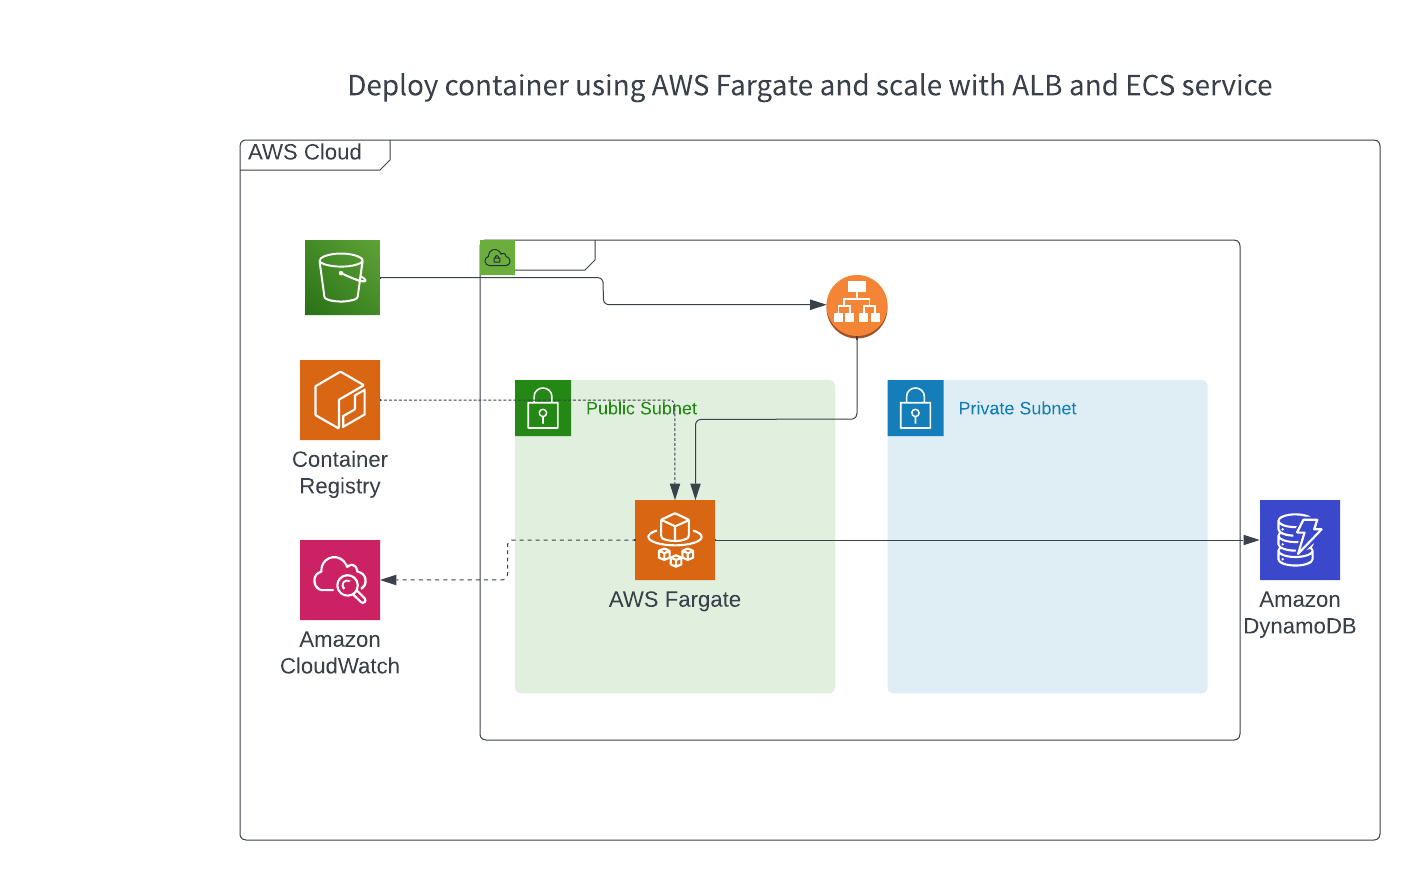 Deploy container using AWS Fargate and scale with ALB and ECS service
AWS Cloud
Container
Registry
Public Subnet
Private Subnet
AWS Fargate
Amazon
DynamoDB
Amazon
CloudWatch